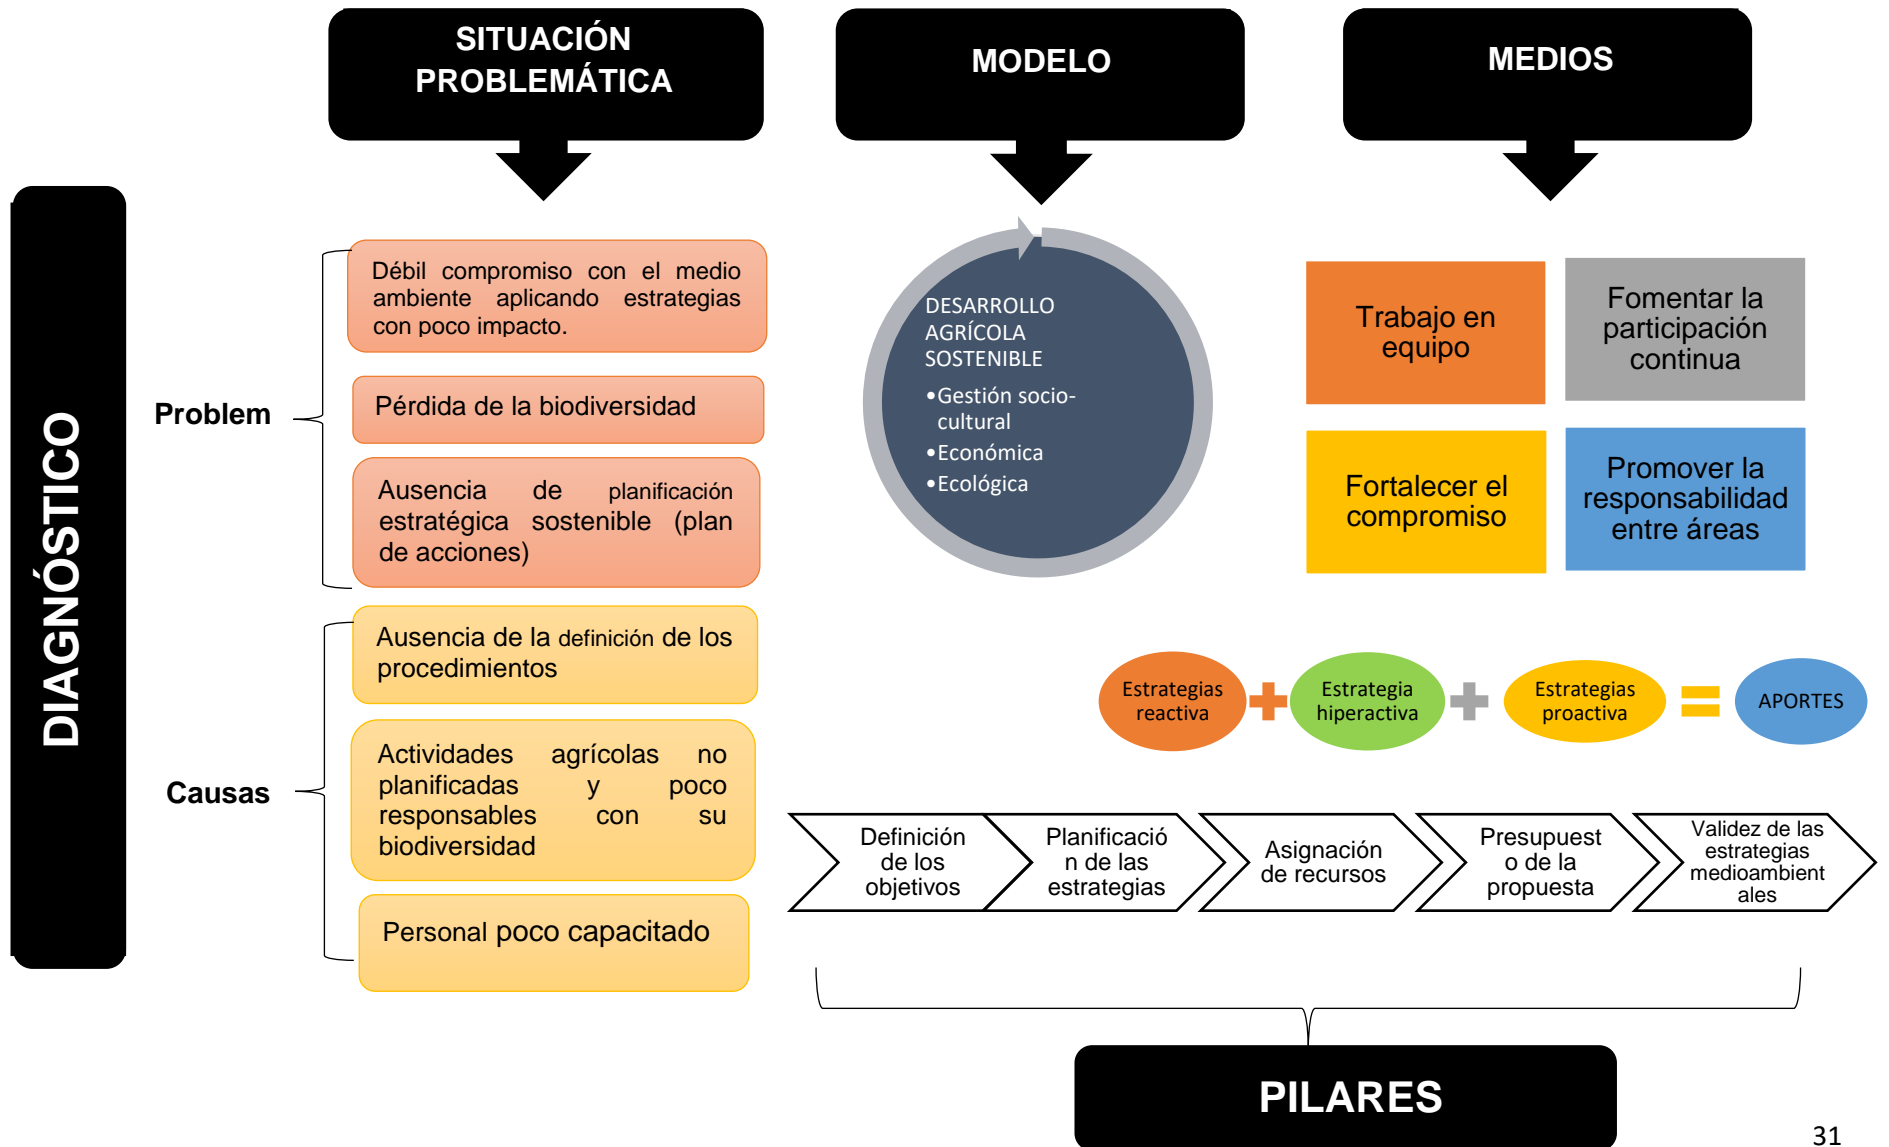 SITUACIÓN
PROBLEMÁTICA
MODELO
MEDIOS
DIAGNÓSTICO
Problem
Débil compromiso con el medio
ambiente aplicando estrategias
con poco impacto.
Pérdida de la biodiversidad
Ausencia de planificación
estratégica sostenible (plan
de acciones)
Causas
Ausencia de la definición de los
procedimientos
Actividades agrícolas no
planificadas y poco
responsables con su
biodiversidad
Personal poco capacitado
DESARROLLO
AGRÍCOLA
SOSTENIBLE
•Gestión socio-
cultural
•Económica
•Ecológica
Trabajo en
equipo
Fomentar la
participación
continua
Fortalecer el
compromiso
Promover la
responsabilidad
entre áreas
Estrategias
reactiva
Estrategia
hiperactiva
Estrategias
proactiva
APORTES
Definición
de los
objetivos
Planificació
n de las
estrategias
Asignación
de recursos
Presupuest
o de la
propuesta
Validez de las
estrategias
medioambient
ales
PILARES
31